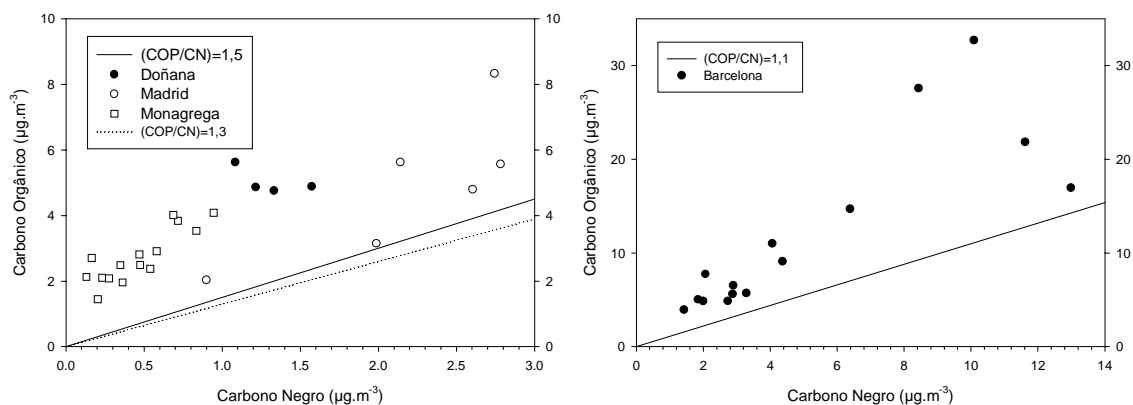 10
8
6
4
2
0
10
8
6
4
2
0
0.0 0.5 1.0 1.5 2.0 2.5 3.0
Carbono Orgânico (µg.m-3)
Carbono Negro (µg.m-3)
(COP/CN)=1,5
Doñana
Madrid
Monagrega
(COP/CN)=1,3
30
20
10
0
30
20
10
0
0 2 4 6 8 10 12 14
Carbono Orgânico (µg.m-3)
Carbono Negro (µg.m-3)
(COP/CN)=1,1
Barcelona